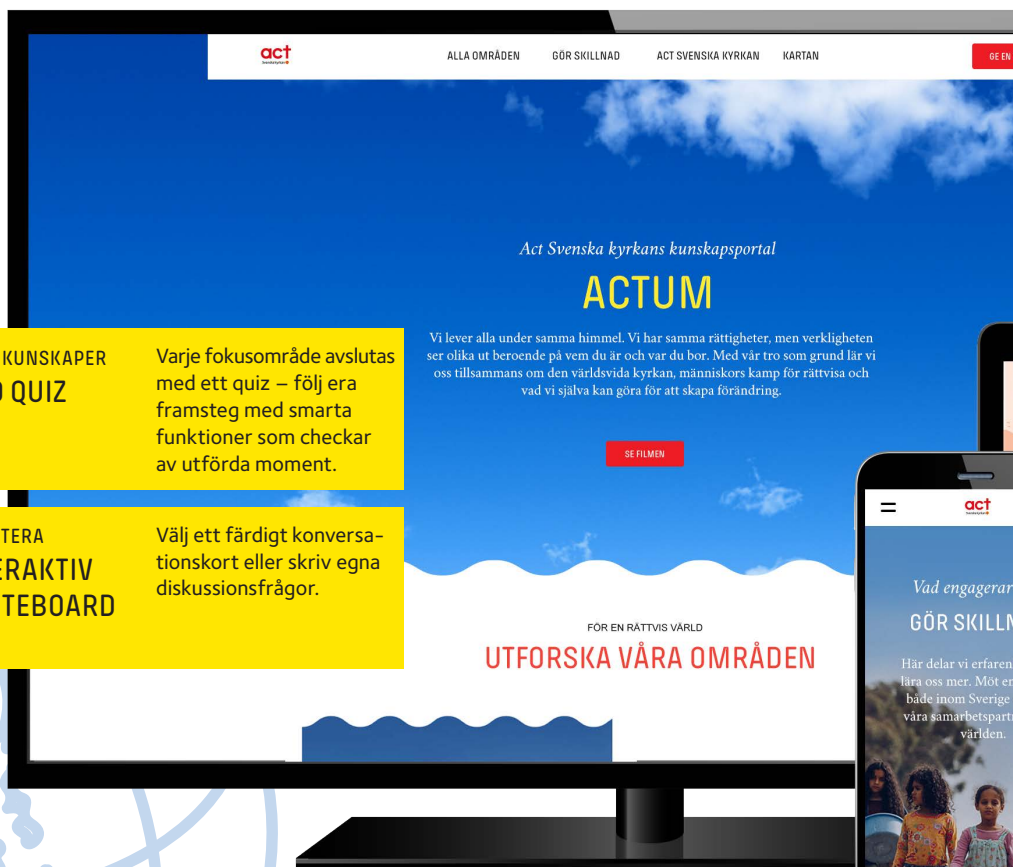 act
ALLA OMRÅDEN
GÖR SKILLNAD
ACT SVENSKA KYRKAN
KARTAN
GE EN
Act Svenska kyrkans kunskapsportal
ACTUM
Vi lever alla under samma himmel. Vi har samma rättigheter, men verkligheten
ser olika ut beroende på vem du är och var du bor. Med vår tro som grund lär vi
oss tillsammans om den världsvida kyrkan, människors kamp för rättvisa och
vad vi själva kan göra för att skapa förändring.
SE FILMEN
KUNSKAPER
QUIZ
Varje fokusområde avslutas
med ett quiz – följ era
framsteg med smarta
funktioner som checkar
av utförda moment.
TERA
ERAKTIV
TEBOARD
Välj ett färdigt konversa-
tionskort eller skriv egna
diskussionsfrågor.
FÖR EN RÄTTVIS VÄRLD
UTFORSKA VÅRA OMRÅDEN
act
Vad engagerar
GÖR SKILLN
Här delar vi erfaren
lära oss mer. Möt en
både inom Sverige
våra samarbetspart
världen.